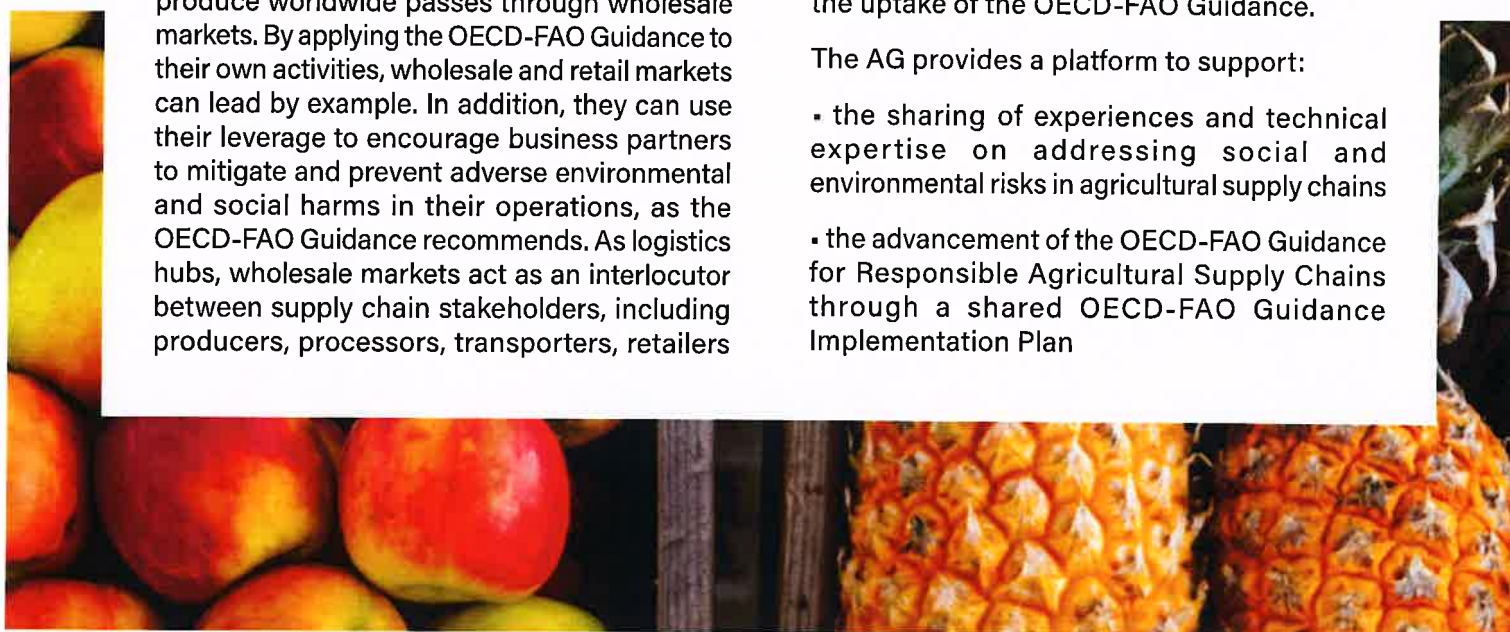 produce worldwide passes through wholesale
markets. By applying the OECD-FAO Guidance to
their own activities, wholesale and retail markets
can lead by example. In addition, they can use
their leverage to encourage business partners
to mitigate and prevent adverse environmental
and social harms in their operations, as the
OECD-FAO Guidance recommends. As logistics
hubs, wholesale markets act as an interlocutor
between supply chain stakeholders, including
producers, processors, transporters, retailers
the uptake of the OECD-FAO Guidance.
The AG provides a platform to support:
▪ the sharing of experiences and technical
expertise on addressing social and
environmental risks in agricultural supply chains
▪ the advancement of the OECD-FAO Guidance
for Responsible Agricultural Supply Chains
through a shared OECD-FAO Guidance
Implementation Plan